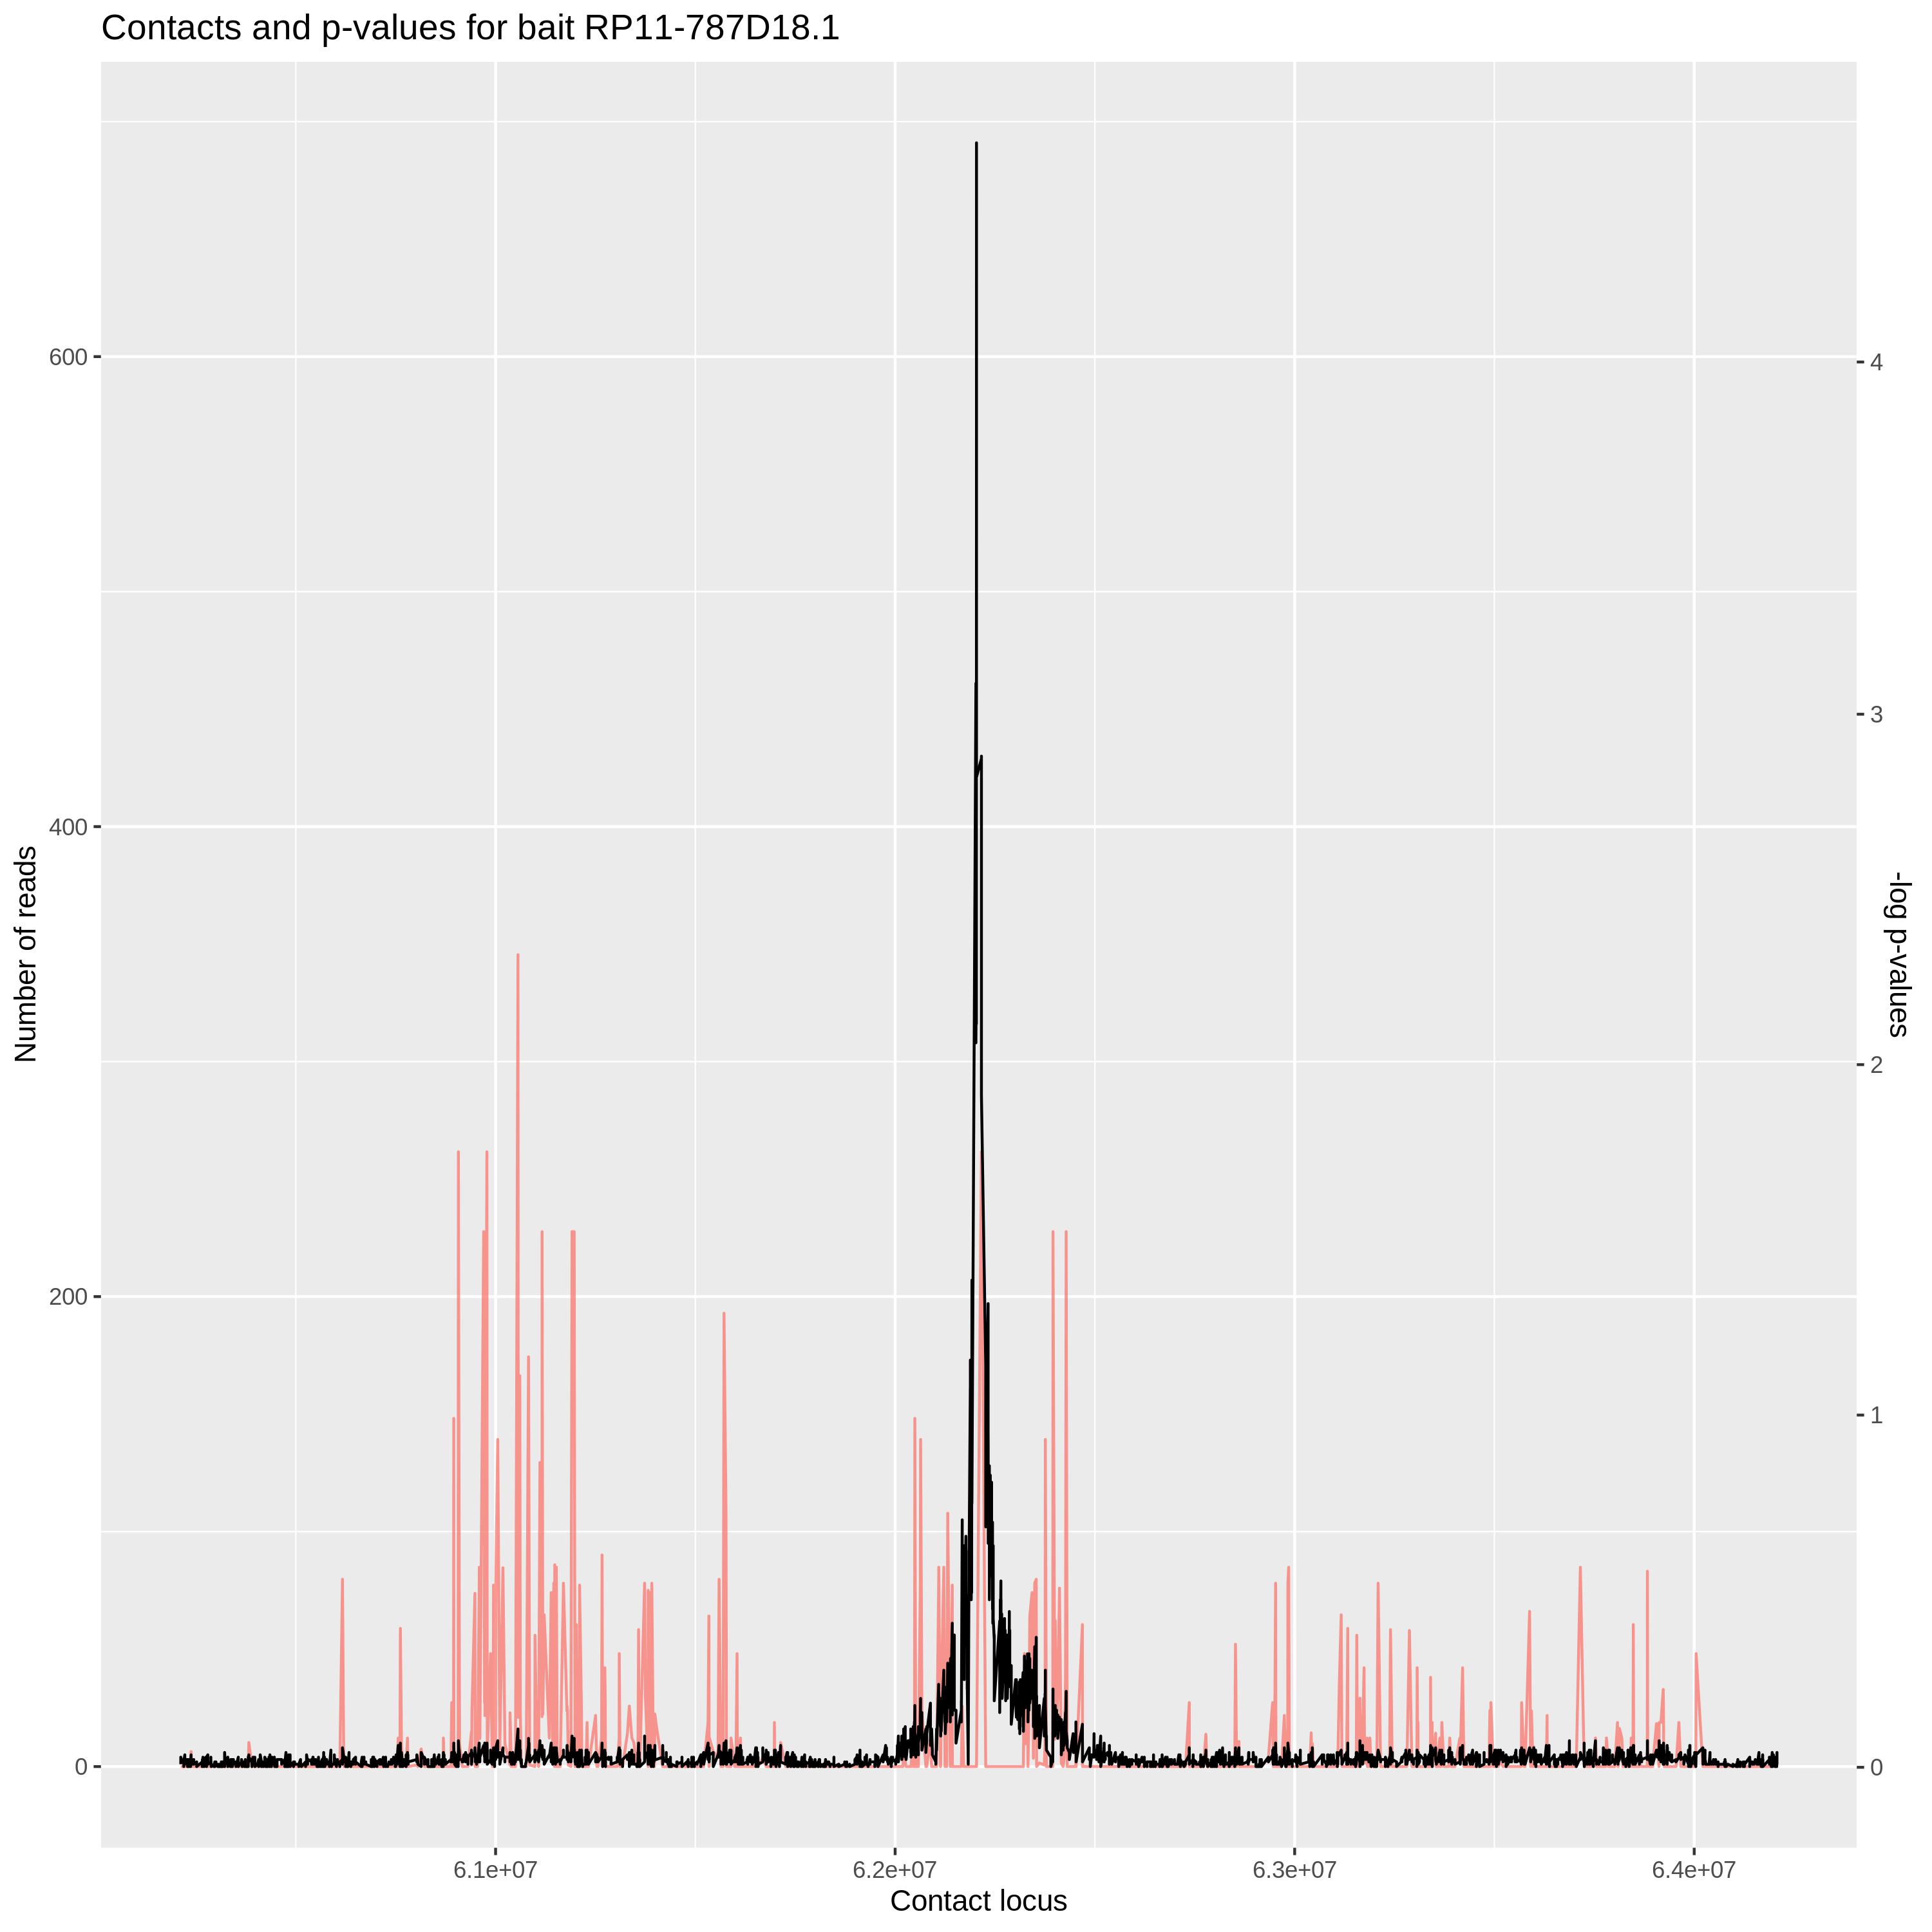 Contacts and p-values for bait RP11-787D18.1
600
400
200
0
Number of reads
4
3
2
1
0
-log p-values
6.1e+07
6.2e+07
6.3e+07
6.4e+07
Contact locus